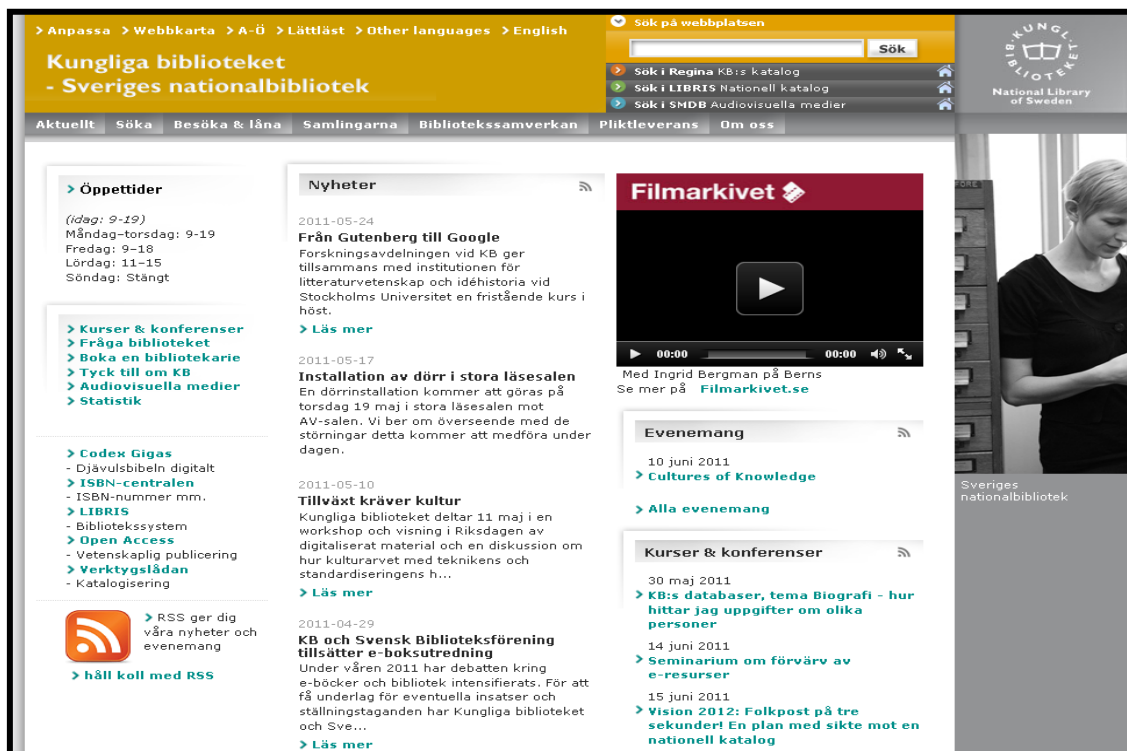 Anpassa Webbkarta A-Ö Lättläst Other languages English
Kungliga biblioteket
- Sveriges nationalbibliotek
Sök på webbplatsen
Sök
Sök i Regina KB:s katalog
Sök i LIBRIS Nationell katalog
Sök i SMDB Audiovisuella medier
KUNGL. BIBLIOTEKET
National Library
of Sweden
Aktuellt Söka Besöka & låna Samlingarna Bibliotekssamverkan Pliktleverans Om oss
Öppettider
(idag: 9-19)
Måndag-torsdag: 9-19
Fredag: 9–18
Lördag: 11–15
Söndag: Stängt
Kurser & konferenser
Fråga biblioteket
Boka en bibliotekarie
Tyck till om KB
Audiovisuella medier
Statistik
Codex Gigas
- Djävulsbibeln digitalt
ISBN-centralen
- ISBN-nummer mm.
LIBRIS
- Bibliotekssystem
Open Access
- Vetenskaplig publicering
Verktygslådan
- Katalogisering
RSS ger dig
våra nyheter och
evenemang
håll koll med RSS
Nyheter
2011-05-24
Från Gutenberg till Google
Forskningsavdelningen vid KB ger
tillsammans med institutionen för
litteraturvetenskap och idéhistoria vid
Stockholms Universitet en fristående kurs i
höst.
Läs mer
2011-05-17
Installation av dörr i stora läsesalen
En dörrinstallation kommer att göras på
torsdag 19 maj i stora läsesalen mot
AV-salen. Vi ber om överseende med de
störningar detta kommer att medföra under
dagen.
2011-05-10
Tillväxt kräver kultur
Kungliga biblioteket deltar 11 maj i en
workshop och visning i Riksdagen av
digitaliserat material och en diskussion om
hur kulturarvet med teknikens och
standardiseringens h...
Läs mer
2011-04-29
KB och Svensk Biblioteksförening
tillsätter e-boksutredning
Under våren 2011 har debatten kring
e-böcker och bibliotek intensifierats. För att
få underlag för eventuella insatser och
ställningstaganden har Kungliga biblioteket
och Sve...
Läs mer
Filmarkivet
00:00 00:00
Med Ingrid Bergman på Berns
Se mer på Filmarkivet.se
Evenemang
10 juni 2011
Cultures of Knowledge
Alla evenemang
Kurser & konferenser
30 maj 2011
KB:s databaser, tema Biografi - hur
hittar jag uppgifter om olika
personer
14 juni 2011
Seminarium om förvärv av
e-resurser
15 juni 2011
Vision 2012: Folkpost på tre
sekunder! En plan med sikte mot en
nationell katalog
Sveriges
nationalbibliotek